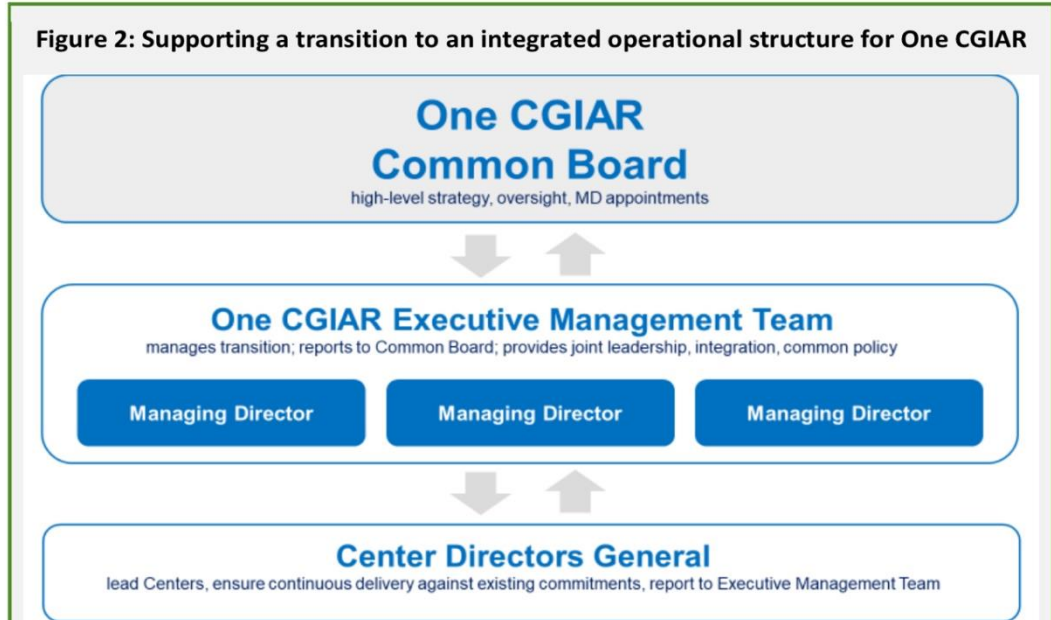 Figure 2: Supporting a transition to an integrated operational structure for One CGIAR
One CGIAR
Common Board
high-level strategy, oversight, MD appointments
One CGIAR Executive Management Team
manages transition; reports to Common Board; provides joint leadership, integration, common policy
Managing Director
Managing Director
Managing Director
Center Directors General
lead Centers, ensure continuous delivery against existing commitments, report to Executive Management Team